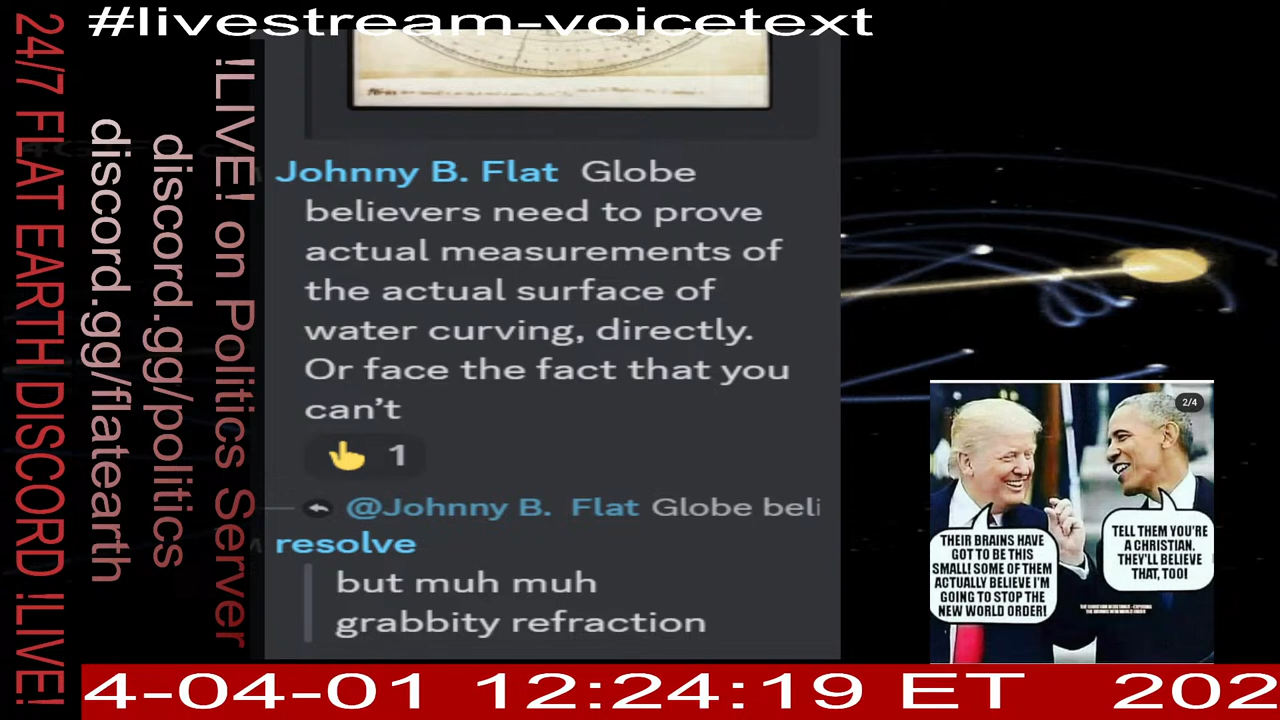 #livestream-voicetext
24/7 FLAT EARTH DISCORD !LIVE!
discord.gg/flatearth
discord.gg/politics
!LIVE! on Politics Server
Johnny B. Flat Globe
believers need to prove
actual measurements of
the actual surface of
water curving, directly.
Or face the fact that you
can't
1
@Johnny B. Flat Globe beli
resolve
but muh muh
grabbity refraction
2/4
THEIR BRAINS HAVE
GOT TO BE THIS
SMALL! SOME OF THEM
ACTUALLY BELIEVE I'M
GOING TO STOP THE
NEW WORLD ORDER!
TELL THEM YOU'RE
A CHRISTIAN.
THEY'LL BELIEVE
THAT, TOO!
4-04-01 12:24:19 ET 202